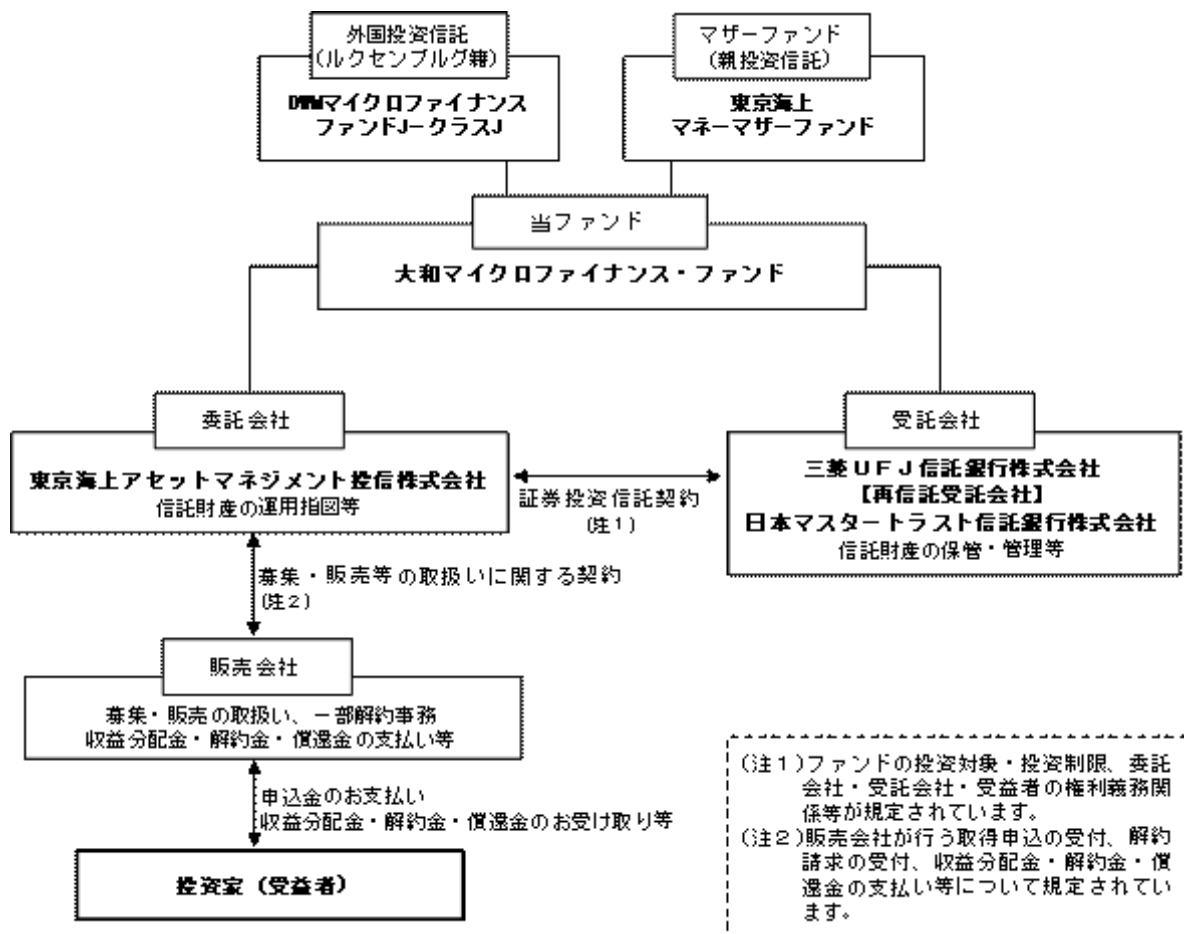 外国投資信託
(ルクセンブルグ籍)
DWMマイクロファイナンス
ファンドJ－クラスJ
マザーファンド
(親投資信託)
東京海上
マネーマザーファンド
当ファンド
大和マイクロファイナンス・ファンド
委託会社
東京海上アセットマネジメント投信株式会社
信託財産の運用指図等
証券投資信託契約
(注１)
受託会社
三菱ＵＦＪ信託銀行株式会社
【再信託受託会社】
日本マスタートラスト信託銀行株式会社
信託財産の保管・管理等
募集・販売等の取扱いに関する契約
(注２)
販売会社
募集・販売の取扱い、一部解約事務
収益分配金・解約金・償還金の支払い等
申込金のお支払い
収益分配金・解約金・償還金のお受け取り等
投資家（受益者）
(注１)ファンドの投資対象・投資制限、委託
会社・受託会社・受益者の権利義務関
係等が規定されています。
(注２)販売会社が行う取得申込の受付、解約
請求の受付、収益分配金・解約金・償
還金の支払い等について規定されてい
ます。